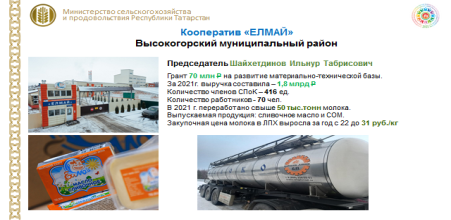 Министерство сельского хозяйства
и продовольствия Республики Татарстан
Кооператив «ЕЛМАЙ»
Высокогорский муниципальный район
Председатель Шайхетдинов Ильнур Табрисович
Грант 70 млн ₽ на развитие материально-технической базы.
За 2021г. выручка составила – 1,8 млрд ₽
Количество членов СПоК – 416 ед.
Количество работников - 70 чел.
В 2021 г. переработано свыше 50 тыс.тонн молока.
Выпускаемая продукция: сливочное масло и СОМ.
Закупочная цена молока в ЛПХ выросла за год с 22 до 31 руб./кг